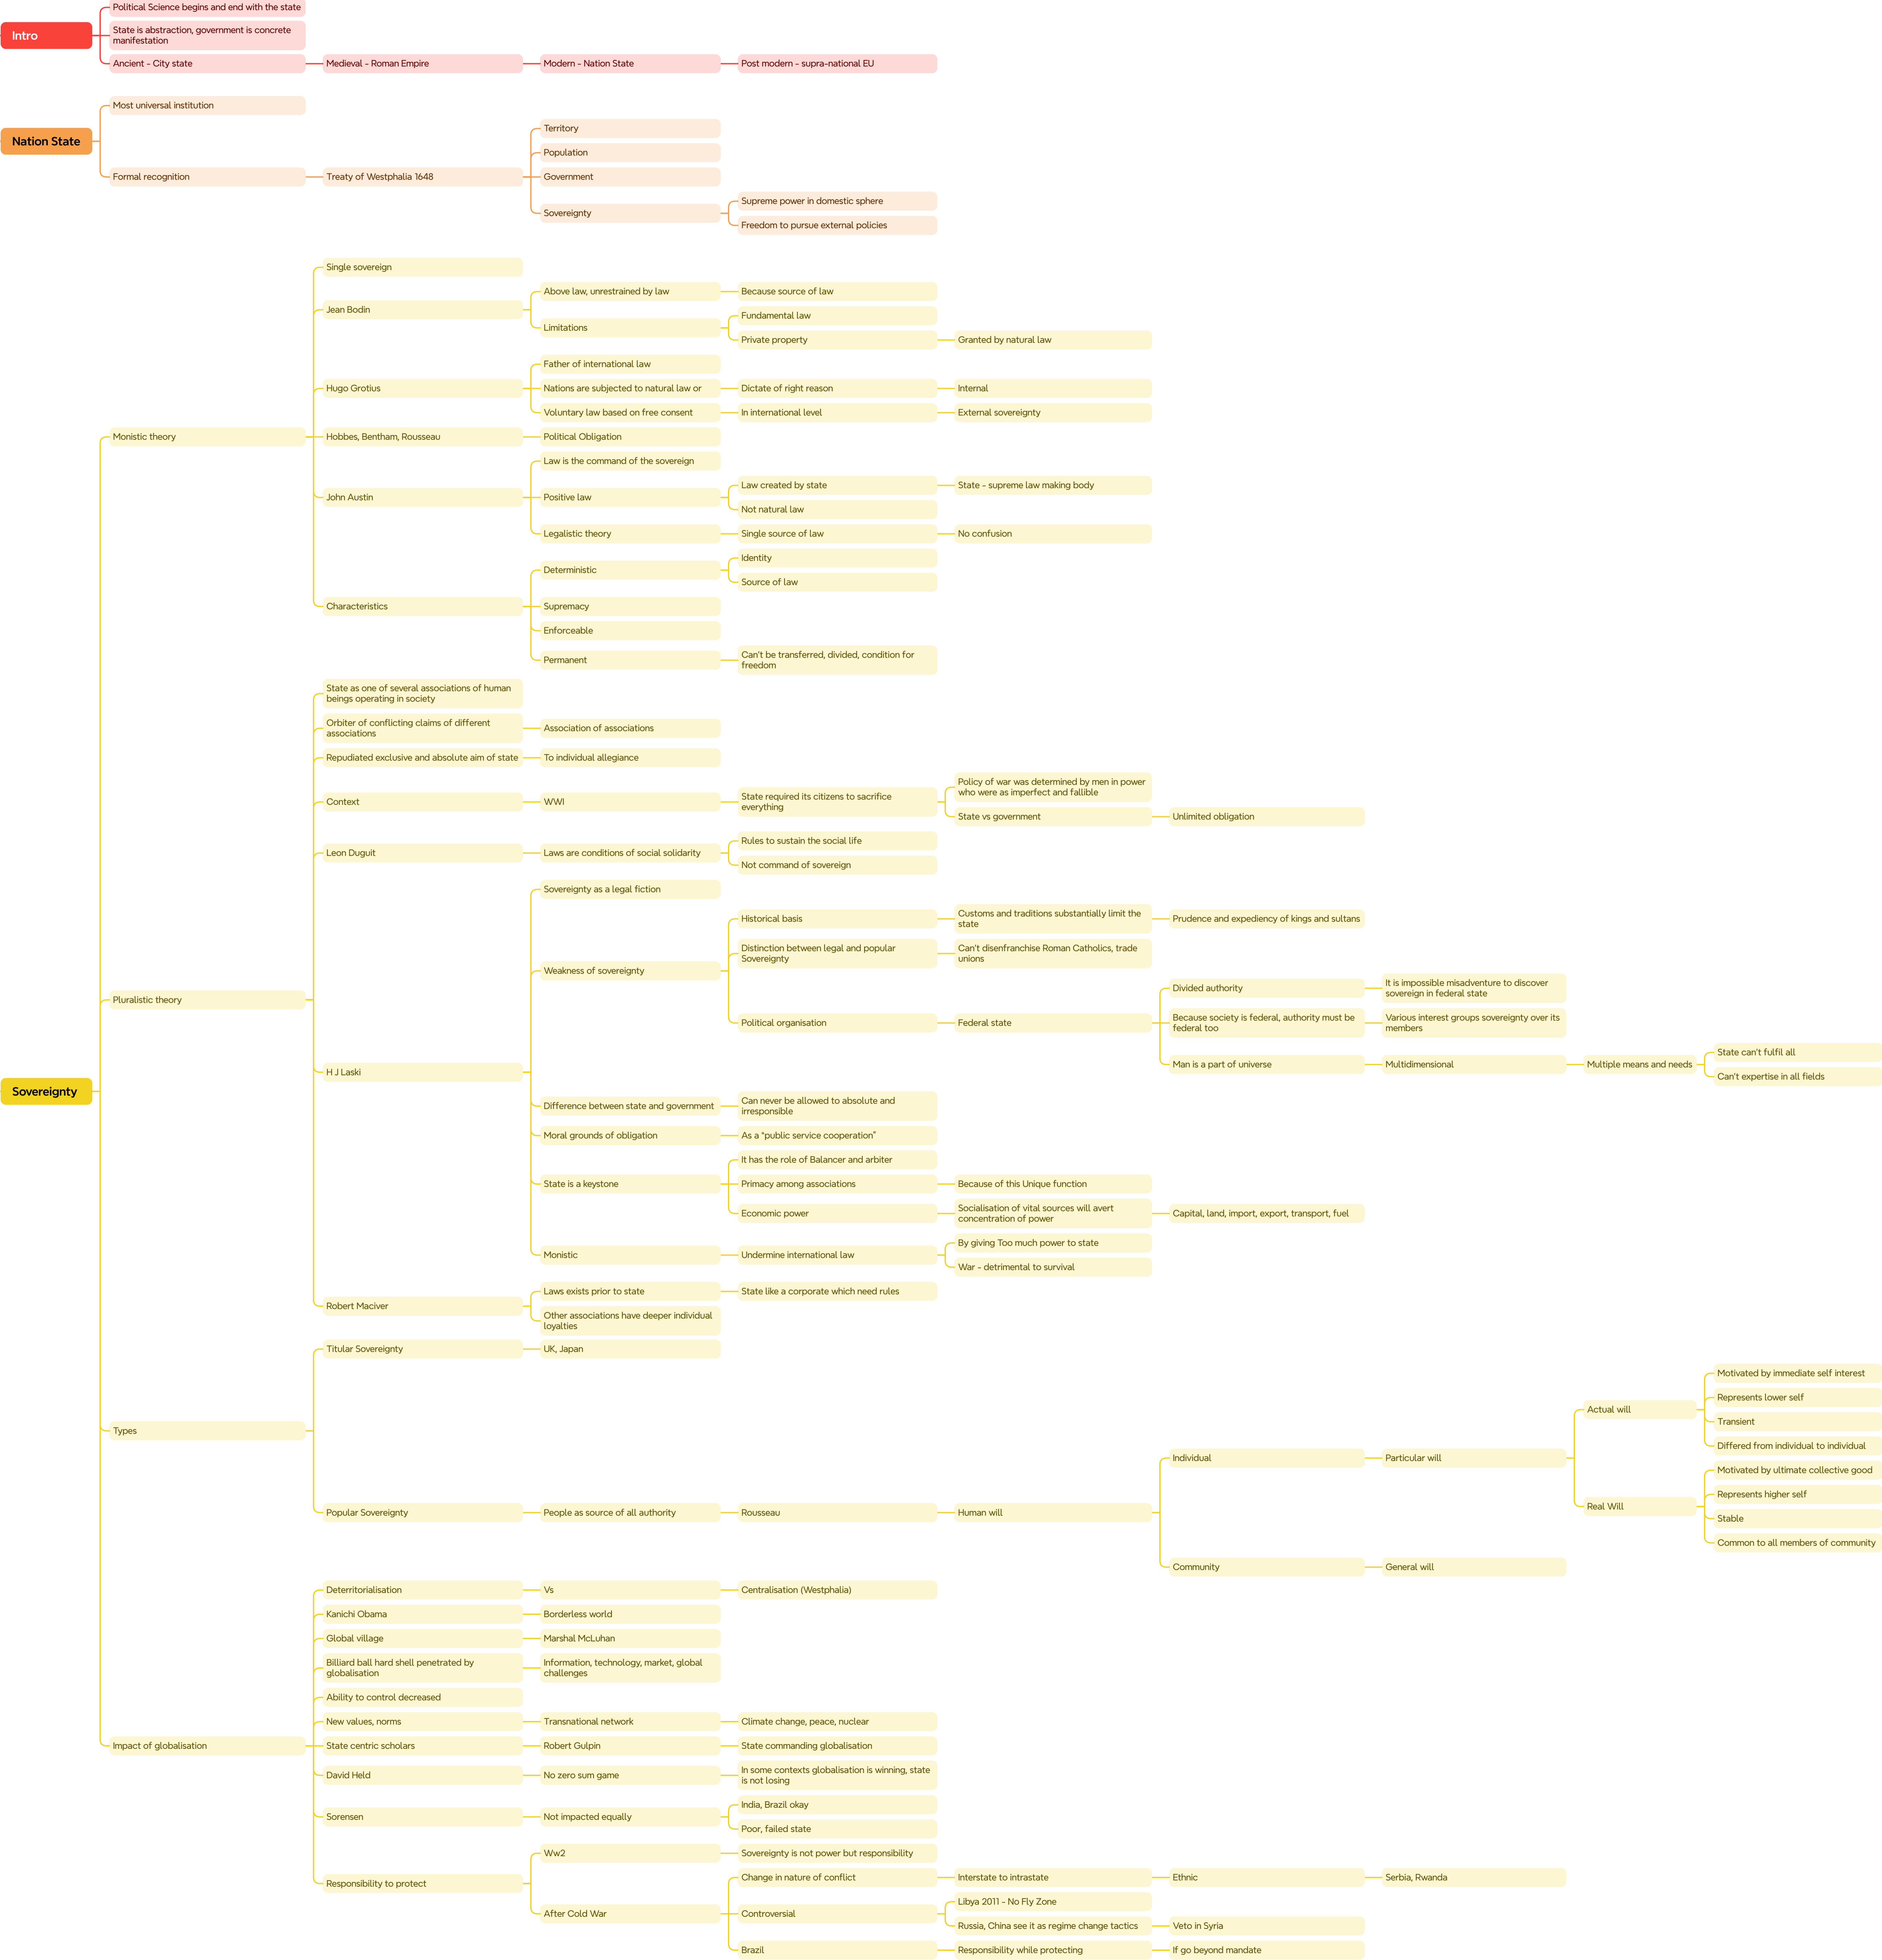 Intro
Political Science begins and end with the state
State is abstraction, government is concrete
manifestation
Ancient - City state
Medieval - Roman Empire
Modern - Nation State
Post modern - supra-national EU
Nation State
Most universal institution
Formal recognition
Treaty of Westphalia 1648
Territory
Population
Government
Sovereignty
Supreme power in domestic sphere
Freedom to pursue external policies
Sovereignty
Monistic theory
Single sovereign
Jean Bodin
Above law, unrestrained by law
Because source of law
Limitations
Fundamental law
Private property
Granted by natural law
Hugo Grotius
Father of international law
Nations are subjected to natural law or
Dictate of right reason
Internal
Voluntary law based on free consent
In international level
External sovereignty
Hobbes, Bentham, Rousseau
Political Obligation
John Austin
Law is the command of the sovereign
Positive law
Law created by state
State - supreme law making body
Not natural law
Legalistic theory
Single source of law
No confusion
Characteristics
Deterministic
Identity
Source of law
Supremacy
Enforceable
Permanent
Can't be transferred, divided, condition for
freedom
Pluralistic theory
State as one of several associations of human
beings operating in society
Orbiter of conflicting claims of different
associations
Association of associations
Repudiated exclusive and absolute aim of state
To individual allegiance
Context
WWI
State required its citizens to sacrifice
everything
Policy of war was determined by men in power
who were as imperfect and fallible
State vs government
Unlimited obligation
Leon Duguit
Laws are conditions of social solidarity
Rules to sustain the social life
Not command of sovereign
H J Laski
Sovereignty as a legal fiction
Weakness of sovereignty
Historical basis
Customs and traditions substantially limit the
state
Prudence and expediency of kings and sultans
Distinction between legal and popular
Sovereignty
Can't disenfranchise Roman Catholics, trade
unions
Political organisation
Federal state
Divided authority
It is impossible misadventure to discover
sovereign in federal state
Because society is federal, authority must be
federal too
Various interest groups sovereignty over its
members
Man is a part of universe
Multidimensional
Multiple means and needs
State can't fulfil all
Can't expertise in all fields
Difference between state and government
Can never be allowed to absolute and
irresponsible
Moral grounds of obligation
As a "public service cooperation"
State is a keystone
It has the role of Balancer and arbiter
Primacy among associations
Because of this Unique function
Economic power
Socialisation of vital sources will avert
concentration of power
Capital, land, import, export, transport, fuel
Monistic
Undermine international law
By giving Too much power to state
War - detrimental to survival
Robert Maciver
Laws exists prior to state
State like a corporate which need rules
Other associations have deeper individual
loyalties
Types
Titular Sovereignty
UK, Japan
Popular Sovereignty
People as source of all authority
Rousseau
Human will
Individual
Particular will
Actual will
Motivated by immediate self interest
Represents lower self
Transient
Differed from individual to individual
Real Will
Motivated by ultimate collective good
Represents higher self
Stable
Common to all members of community
Community
General will
Impact of globalisation
Deterritorialisation
Vs
Centralisation (Westphalia)
Kanichi Obama
Borderless world
Global village
Marshal McLuhan
Billiard ball hard shell penetrated by
globalisation
Information, technology, market, global
challenges
Ability to control decreased
New values, norms
Transnational network
Climate change, peace, nuclear
State centric scholars
Robert Gulpin
State commanding globalisation
David Held
No zero sum game
In some contexts globalisation is winning, state
is not losing
Sorensen
Not impacted equally
India, Brazil okay
Poor, failed state
Responsibility to protect
Ww2
Sovereignty is not power but responsibility
After Cold War
Change in nature of conflict
Interstate to intrastate
Ethnic
Serbia, Rwanda
Controversial
Libya 2011 - No Fly Zone
Russia, China see it as regime change tactics
Veto in Syria
Brazil
Responsibility while protecting
If go beyond mandate